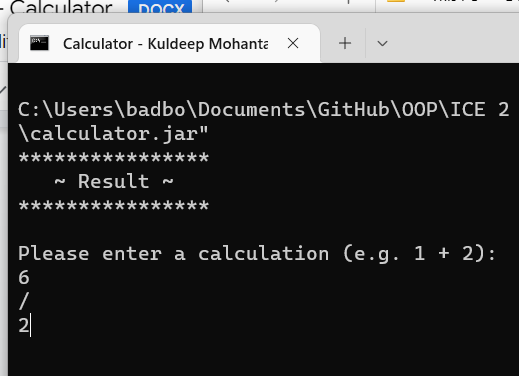 - Calculator DOCX
Calculator - Kuldeep Mohanta
C:\Users\badbo\Documents\GitHub\OOP\ICE 2
\calculator.jar"
****************
~ Result ~
****************
Please enter a calculation (e.g. 1 + 2):
6
/
2